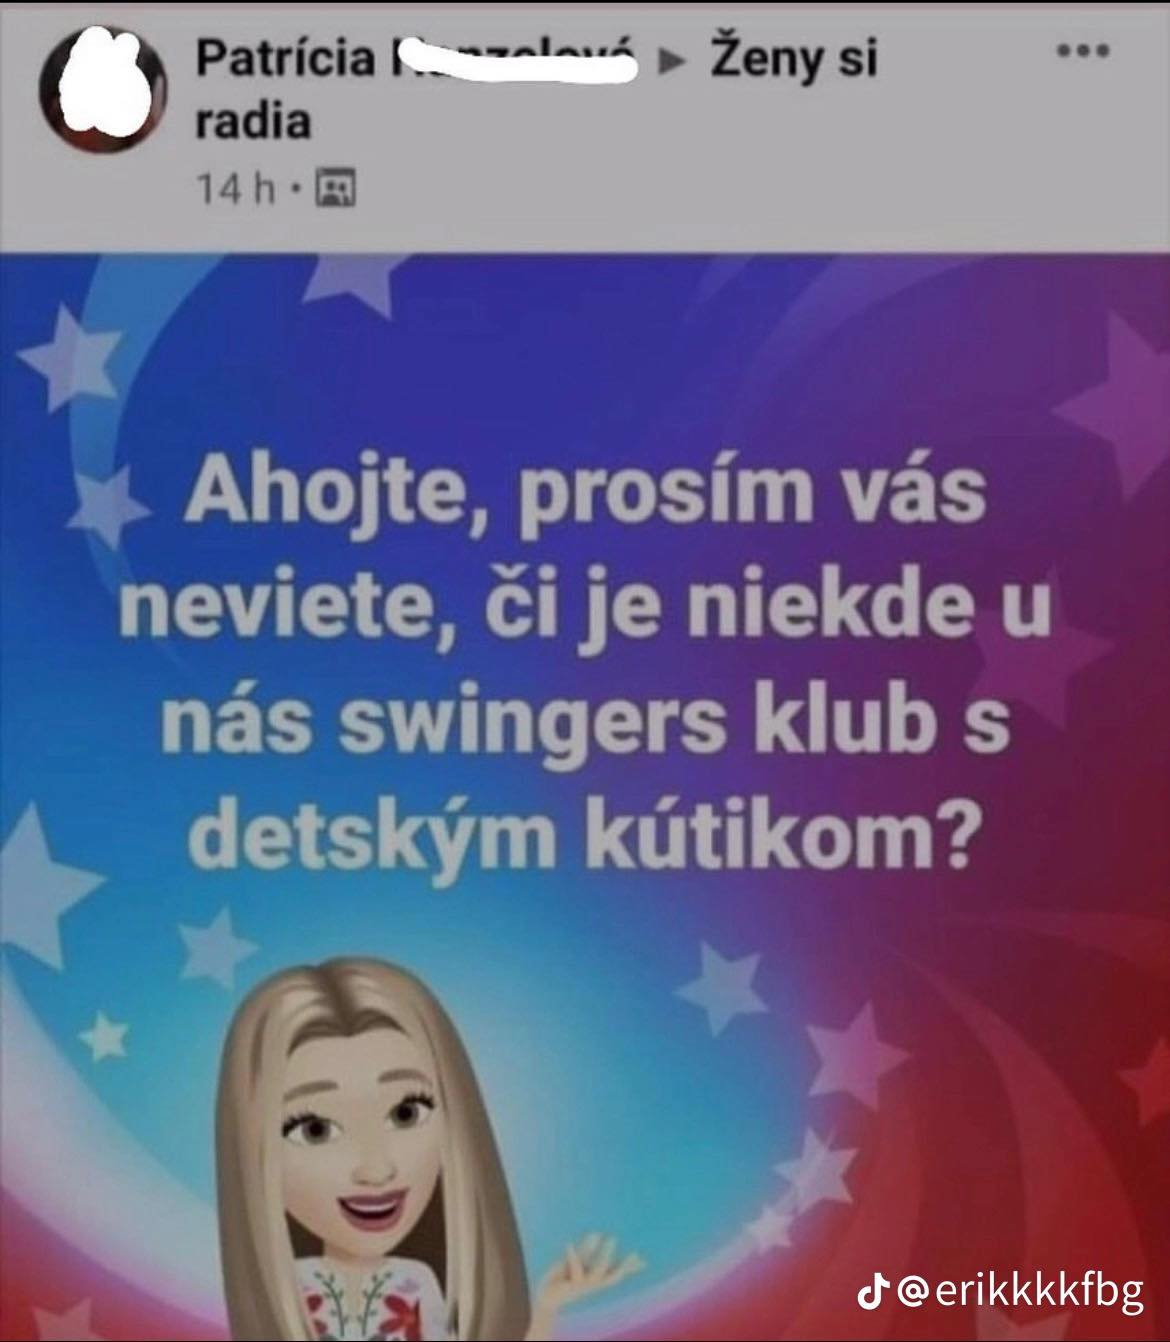 Patrícia ▸ Ženy si
radia
14 h •
Ahojte, prosím vás
neviete, či je niekde u
nás swingers klub s
detským kútikom?
@erikkkkfbg